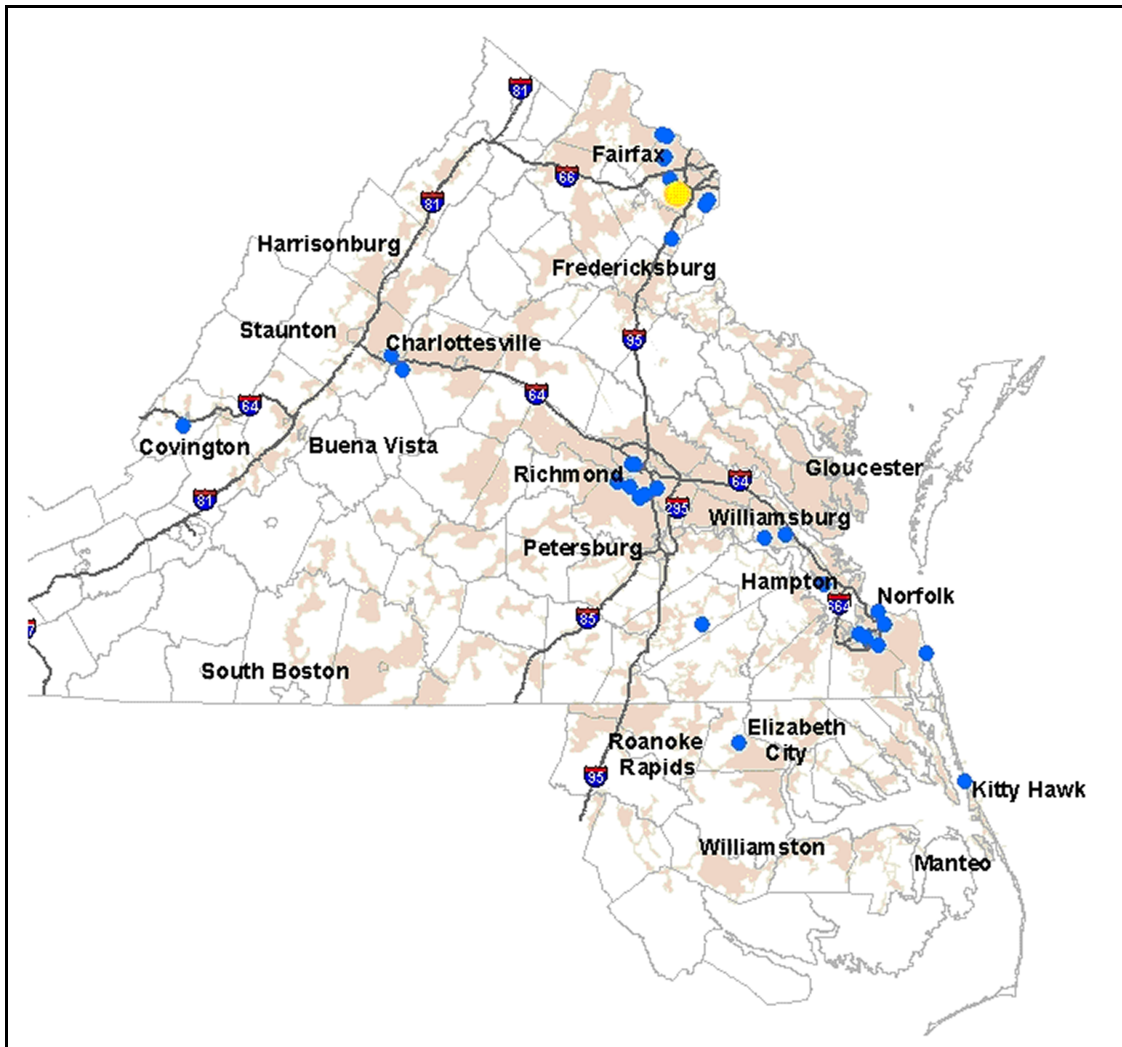 81
Fairfax
66
81
Harrisonburg
Fredericksburg
Staunton
95
Charlottesville
64
64
Buena Vista
Covington
Gloucester
Richmond
64
81
295
Williamsburg
Petersburg
Hampton
Norfolk
664
85
7
South Boston
Elizabeth
City
Roanoke
Rapids
95
Kitty Hawk
Williamston
Manteo